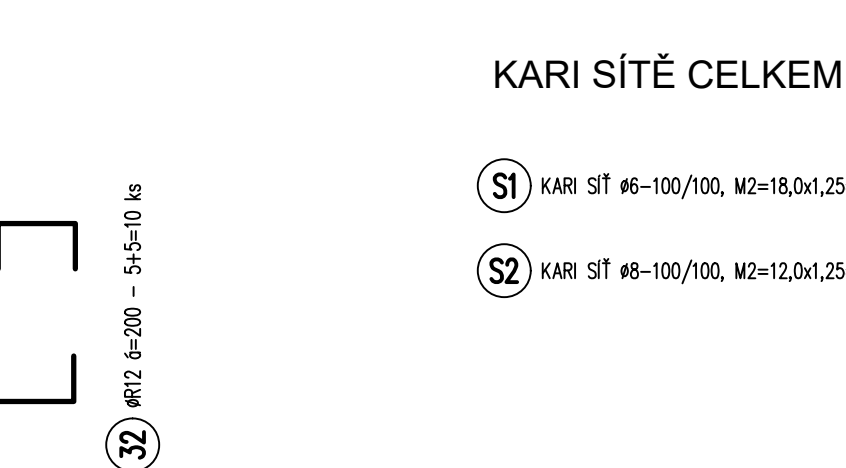 KARI SÍTĚ CELKEM
S1 KARI SÍŤ ø6-100/100, M2=18,0x1,25
S2 KARI SÍŤ ø8-100/100, M2=12,0x1,25
32 øR12 á=200 - 5+5=10 ks